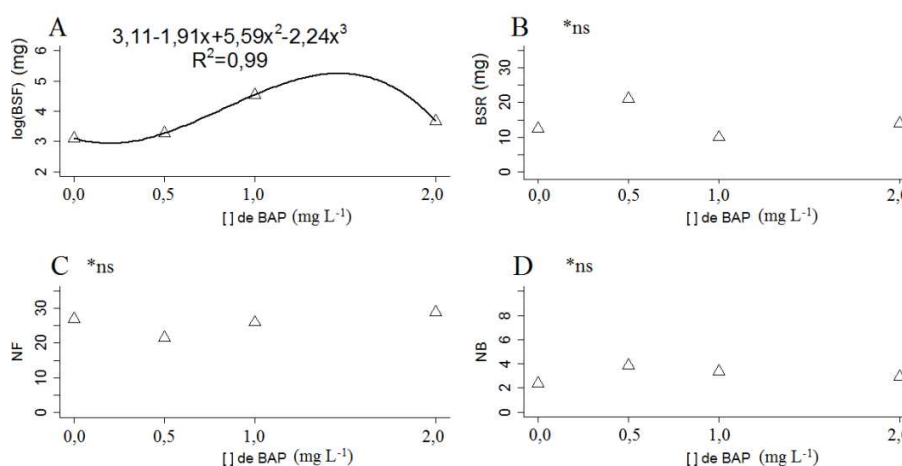 A
3,11-1,91x+5,59x²-2,24x³
R²=0,99
log(BSF) (mg)
6
5
4
3
2
0,0 0,5 1,0 2,0
[ ] de BAP (mg L⁻¹)
B *ns
BSR (mg)
30
20
10
0
0,0 0,5 1,0 2,0
[ ] de BAP (mg L⁻¹)
C *ns
NF
30
20
10
0
0,0 0,5 1,0 2,0
[ ] de BAP (mg L⁻¹)
D *ns
NB
8
6
4
2
0
0,0 0,5 1,0 2,0
[ ] de BAP (mg L⁻¹)